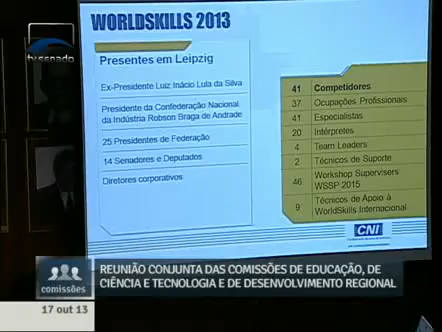 WORLDSKILLS 2013
tv senado
Presentes em Leipzig
Ex-Presidente Luiz Inácio Lula da Silva
Presidente da Confederação Nacional
da Indústria Robson Braga de Andrade
25 Presidentes de Federação
14 Senadores e Deputados
Diretores corporativos
41 Competidores
37 Ocupações Profissionais
41 Especialistas
20 Intérpretes
4 Team Leaders
2 Técnicos de Suporte
46 Workshop Supervisers
WSSP 2015
9 Técnicos de Apoio à
WorldSkills Internacional
CNI
comissões
REUNIÃO CONJUNTA DAS COMISSÕES DE EDUCAÇÃO, DE
CIÊNCIA E TECNOLOGIA E DE DESENVOLVIMENTO REGIONAL
17 out 13